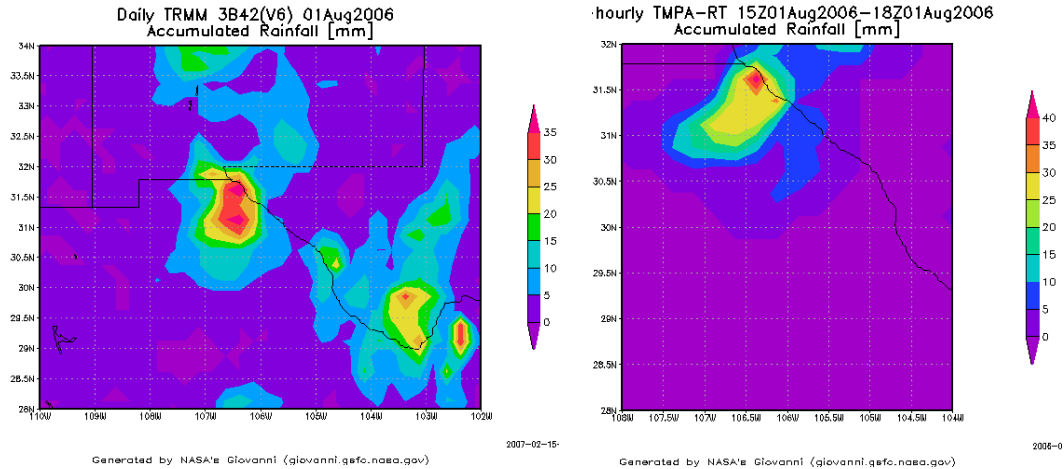 Daily TRMM 3B42(V6) 01Aug2006
Accumulated Rainfall [mm]
34N
33.5N
33N
32.5N
32N
31.5N
31N
30.5N
30N
29.5N
29N
28.5N
28N
110W 109W 108W 107W 106W 105W 104W 103W 102W
35
30
25
20
15
10
5
0
2007-02-15-
Generated by NASA's Giovanni (giovanni.gsfc.nasa.gov)
hourly TMPA-RT 15Z01Aug2006-18Z01Aug2006
Accumulated Rainfall [mm]
32N
31.5N
31N
30.5N
30N
29.5N
29N
28.5N
28N
108W 107.5W 107W 106.5W 106W 105.5W 105W 104.5W 104W
40
35
30
25
20
15
10
5
0
2006-0
Generated by NASA's Giovanni (giovanni.gsfc.nasa.gov)